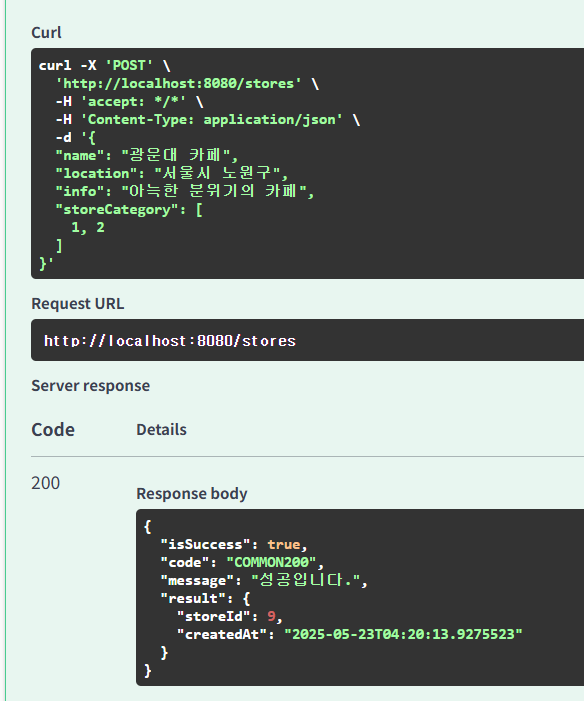 Curl
curl -X 'POST' \
  'http://localhost:8080/stores' \
  -H 'accept: */*' \
  -H 'Content-Type: application/json' \
  -d '{
  "name": "광운대 카페",
  "location": "서울시 노원구",
  "info": "아늑한 분위기의 카페",
  "storeCategory": [
    1, 2
  ]
}'
Request URL
http://localhost:8080/stores
Server response
Code Details
200
Response body
{
  "isSuccess": true,
  "code": "COMMON200",
  "message": "성공입니다.",
  "result": {
    "storeId": 9,
    "createdAt": "2025-05-23T04:20:13.9275523"
  }
}